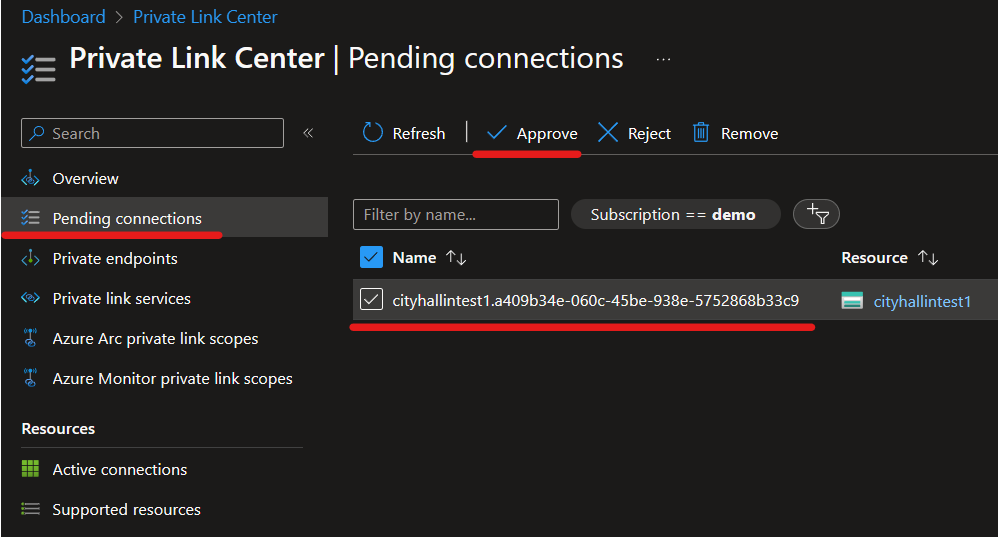 Dashboard > Private Link Center
Private Link Center | Pending connections ...
Search «
Overview
Pending connections
Private endpoints
Private link services
Azure Arc private link scopes
Azure Monitor private link scopes
Resources
Active connections
Supported resources
Refresh | Approve Reject Remove
Filter by name... Subscription == demo
Name ↑↓ Resource ↑↓
cityhallintest1.a409b34e-060c-45be-938e-5752868b33c9 cityhallintest1